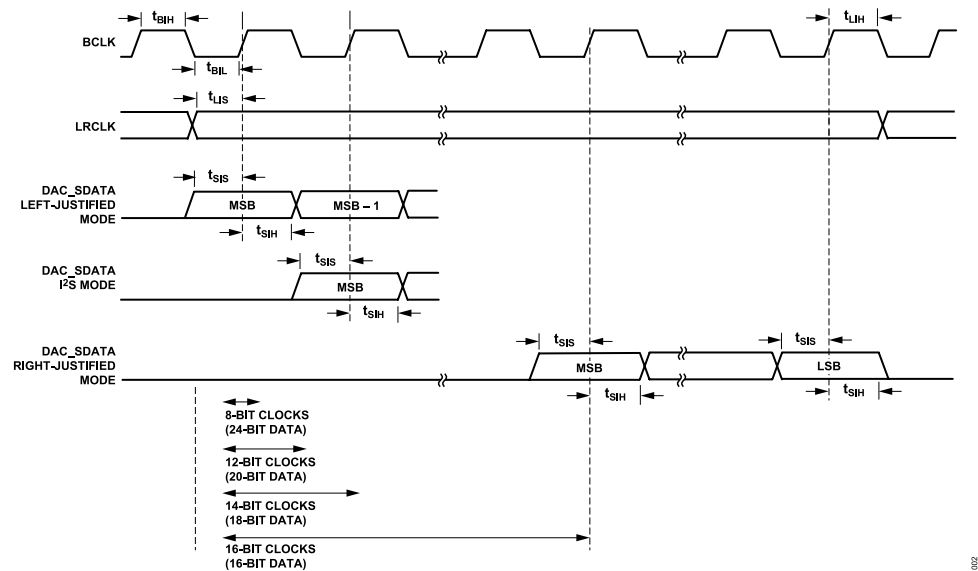 tBIH
tLIH
BCLK
tBIL
tLIS
LRCLK
DAC_SDATA
LEFT-JUSTIFIED
MODE
tSIS
MSB
MSB – 1
tSIH
DAC_SDATA
I2S MODE
tSIS
MSB
tSIH
DAC_SDATA
RIGHT-JUSTIFIED
MODE
tSIS
tSIS
MSB
LSB
tSIH
tSIH
8-BIT CLOCKS
(24-BIT DATA)
12-BIT CLOCKS
(20-BIT DATA)
14-BIT CLOCKS
(18-BIT DATA)
16-BIT CLOCKS
(16-BIT DATA)
002